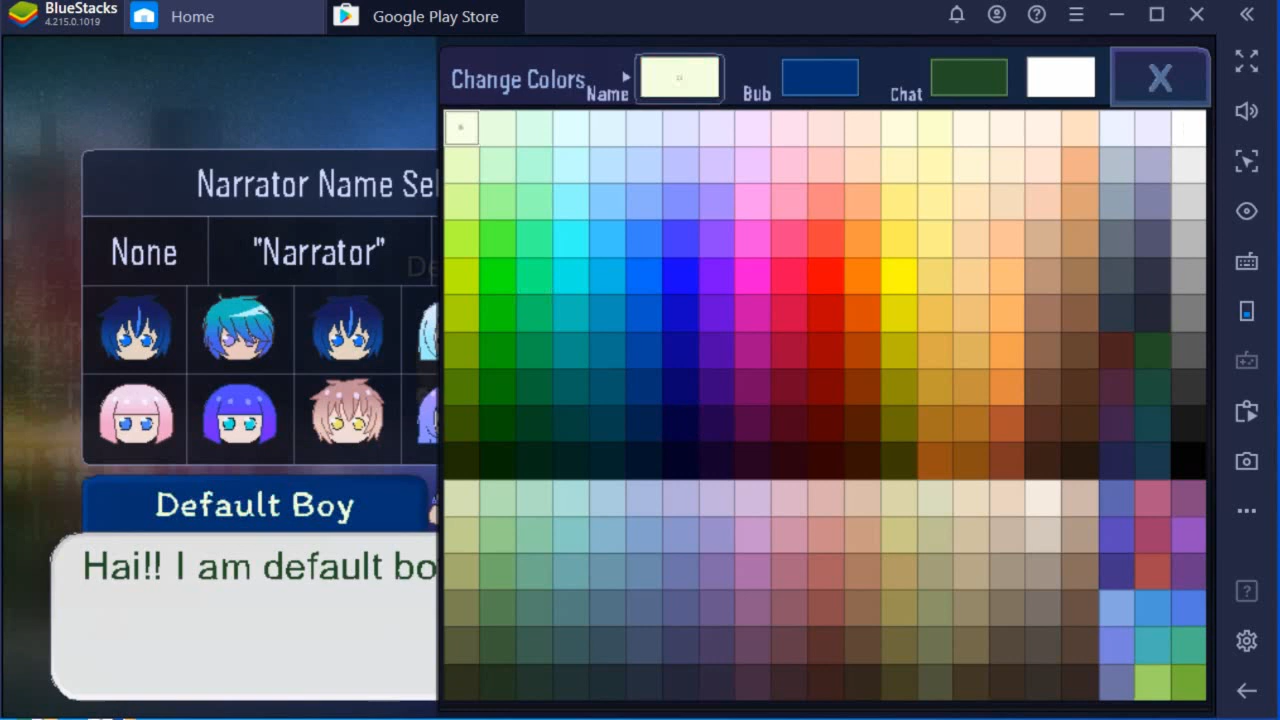 BlueStacks
4.215.0.1019
Home
Google Play Store
Change Colors
Name
Bub
Chat
X
Narrator Name Sel
None
"Narrator"
De
Default Boy
Hai!! I am default bo